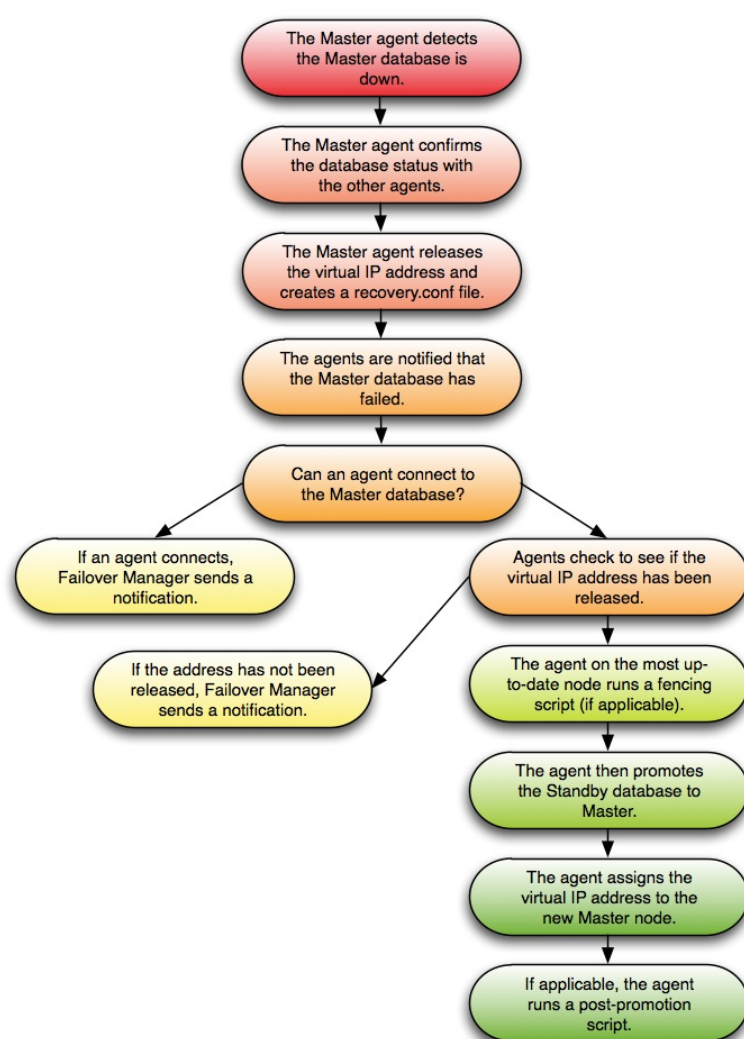 The Master agent detects
the Master database is
down.
The Master agent confirms
the database status with
the other agents.
The Master agent releases
the virtual IP address and
creates a recovery.conf file.
The agents are notified that
the Master database has
failed.
Can an agent connect to
the Master database?
If an agent connects,
Failover Manager sends a
notification.
Agents check to see if the
virtual IP address has been
released.
If the address has not been
released, Failover Manager
sends a notification.
The agent on the most up-
to-date node runs a fencing
script (if applicable).
The agent then promotes
the Standby database to
Master.
The agent assigns the
virtual IP address to the
new Master node.
If applicable, the agent
runs a post-promotion
script.